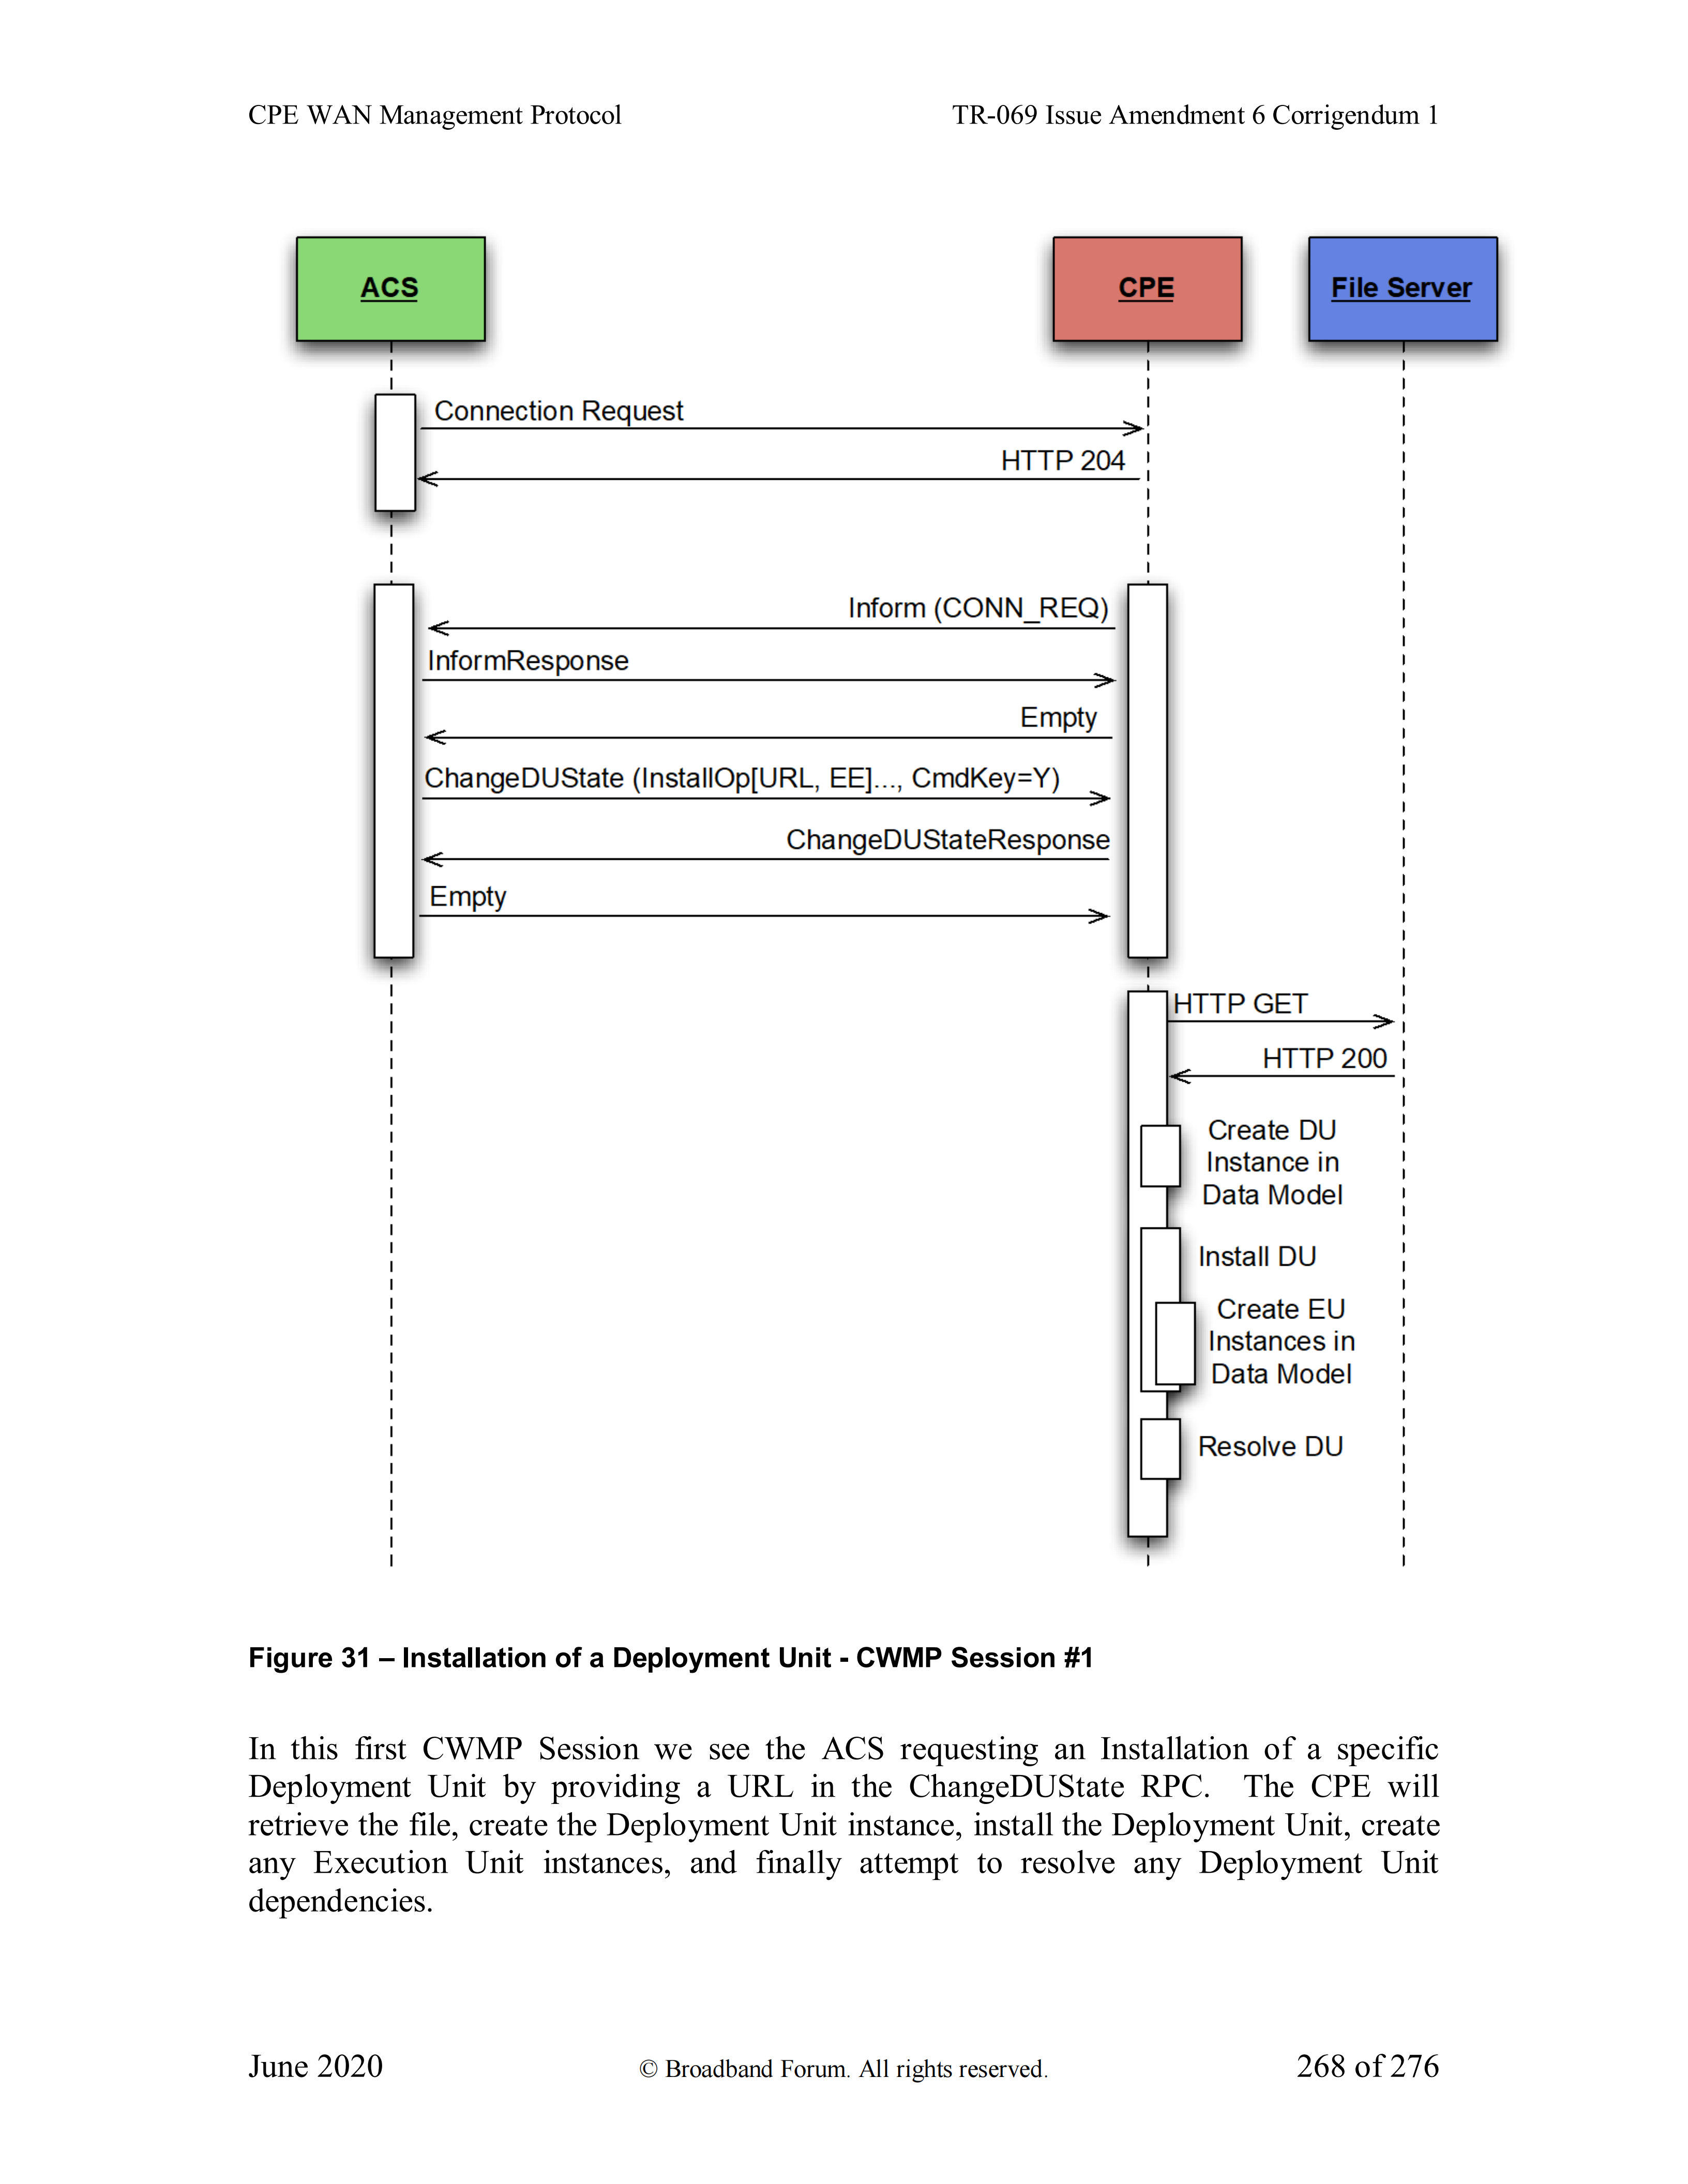 CPE WAN Management Protocol
TR-069 Issue Amendment 6 Corrigendum 1
ACS
CPE
File Server
Connection Request
HTTP 204
Inform (CONN_REQ)
InformResponse
Empty
ChangeDUState (InstallOp[URL, EE]..., CmdKey=Y)
ChangeDUStateResponse
Empty
HTTP GET
HTTP 200
Create DU
Instance in
Data Model
Install DU
Create EU
Instances in
Data Model
Resolve DU
Figure 31 – Installation of a Deployment Unit - CWMP Session #1
In this first CWMP Session we see the ACS requesting an Installation of a specific
Deployment Unit by providing a URL in the ChangeDUState RPC. The CPE will
retrieve the file, create the Deployment Unit instance, install the Deployment Unit, create
any Execution Unit instances, and finally attempt to resolve any Deployment Unit
dependencies.
June 2020
© Broadband Forum. All rights reserved.
268 of 276